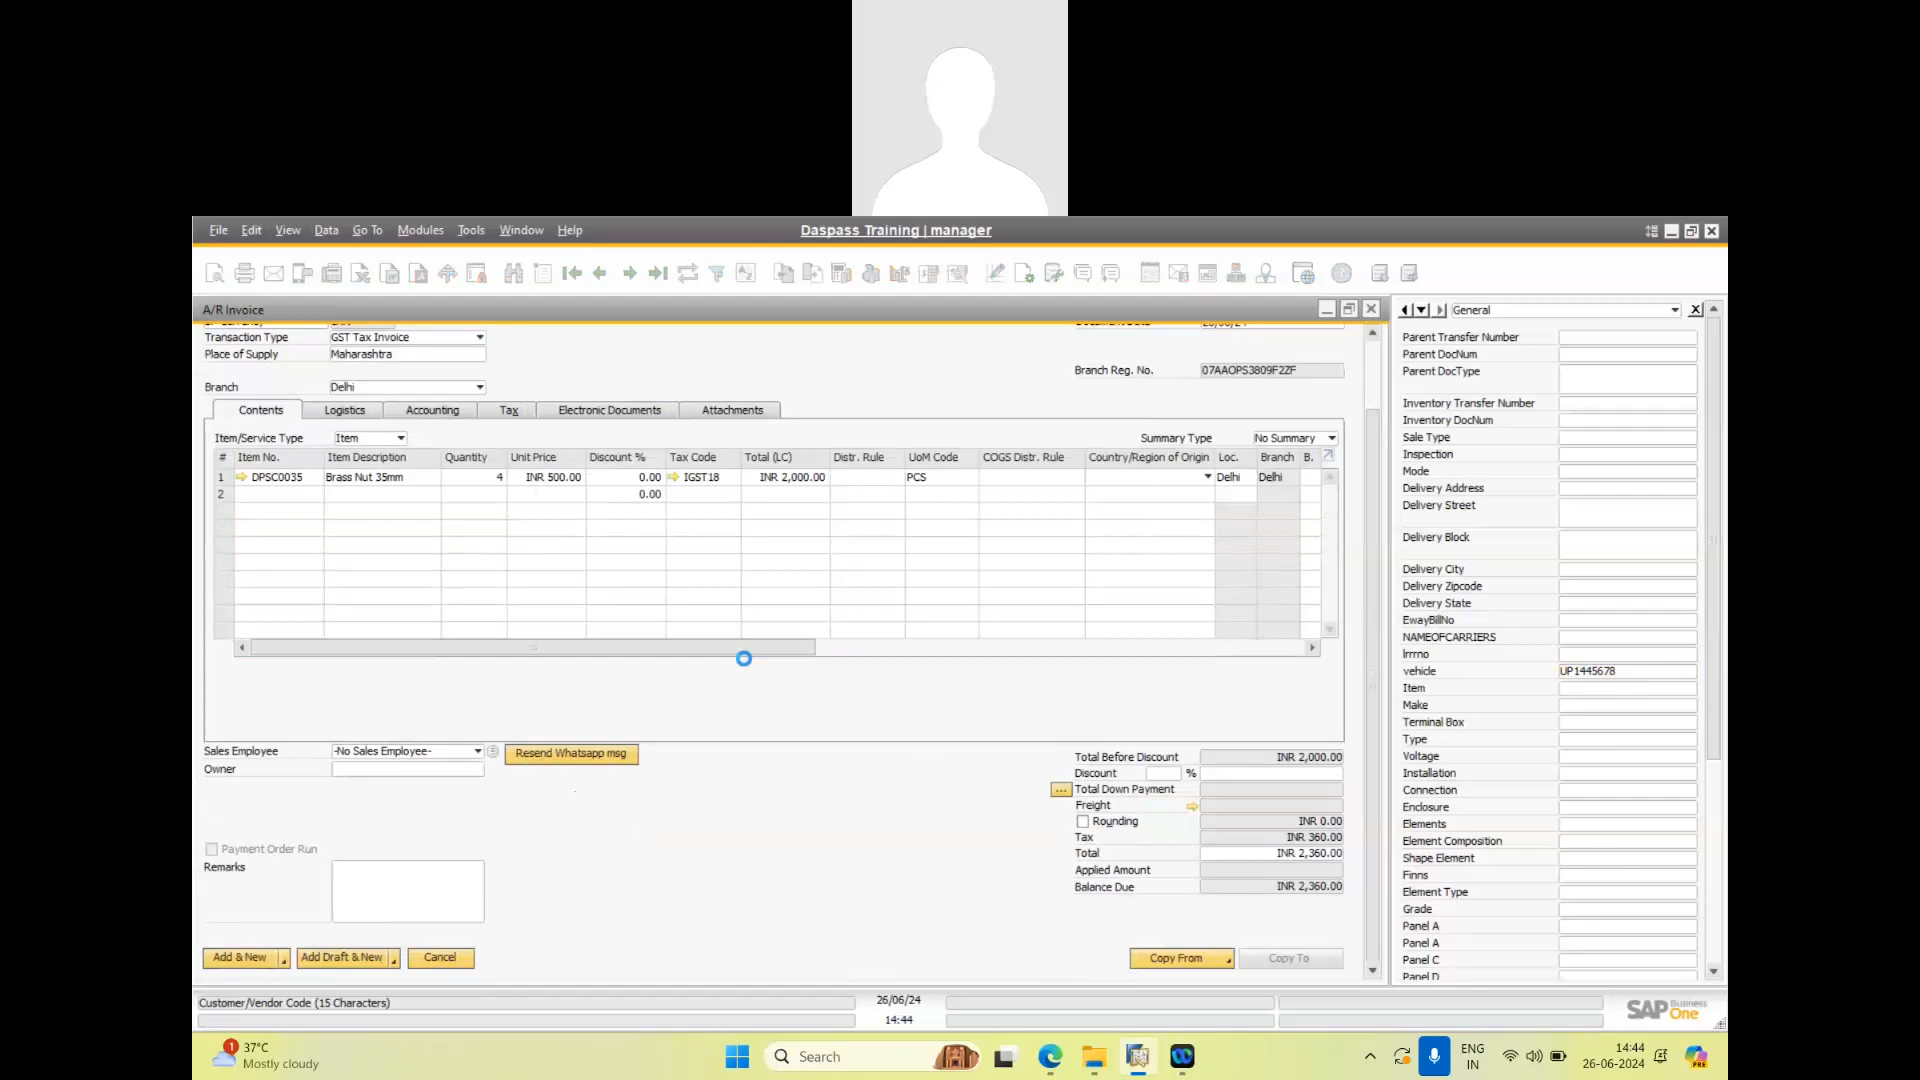 File Edit View Data Go To Modules Tools Window Help
Daspass Training | manager
A/R Invoice
General
Transaction Type GST Tax Invoice
Place of Supply Maharashtra
Branch Reg. No. 07AAOPS3809F2ZF
Branch Delhi
Contents Logistics Accounting Tax Electronic Documents Attachments
Item/Service Type Item Summary Type No Summary
# Item No. Item Description Quantity Unit Price Discount % Tax Code Total (LC) Distr. Rule UoM Code COGS Distr. Rule Country/Region of Origin Loc. Branch B.
1 DPSC0035 Brass Nut 35mm 4 INR 500.00 0.00 IGST18 INR 2,000.00 PCS Delhi Delhi
2 0.00
Sales Employee -No Sales Employee- Resend Whatsapp msg
Owner
Payment Order Run
Remarks
Total Before Discount INR 2,000.00
Discount %
... Total Down Payment
Freight
Rounding INR 0.00
Tax INR 360.00
Total INR 2,360.00
Applied Amount
Balance Due INR 2,360.00
Add & New Add Draft & New Cancel Copy From Copy To
Parent Transfer Number
Parent DocNum
Parent DocType
Inventory Transfer Number
Inventory DocNum
Sale Type
Inspection
Mode
Delivery Address
Delivery Street
Delivery Block
Delivery City
Delivery Zipcode
Delivery State
EwayBillNo
NAMEOFCARRIERS
lrrrno
vehicle UP1445678
Item
Make
Terminal Box
Type
Voltage
Installation
Connection
Enclosure
Elements
Element Composition
Shape Element
Finns
Element Type
Grade
Panel A
Panel A
Panel C
Panel D
Customer/Vendor Code (15 Characters) 26/06/24
14:44
SAP Business One
1 37°C
Mostly cloudy
Search
ENG
IN
14:44
26-06-2024
PRE